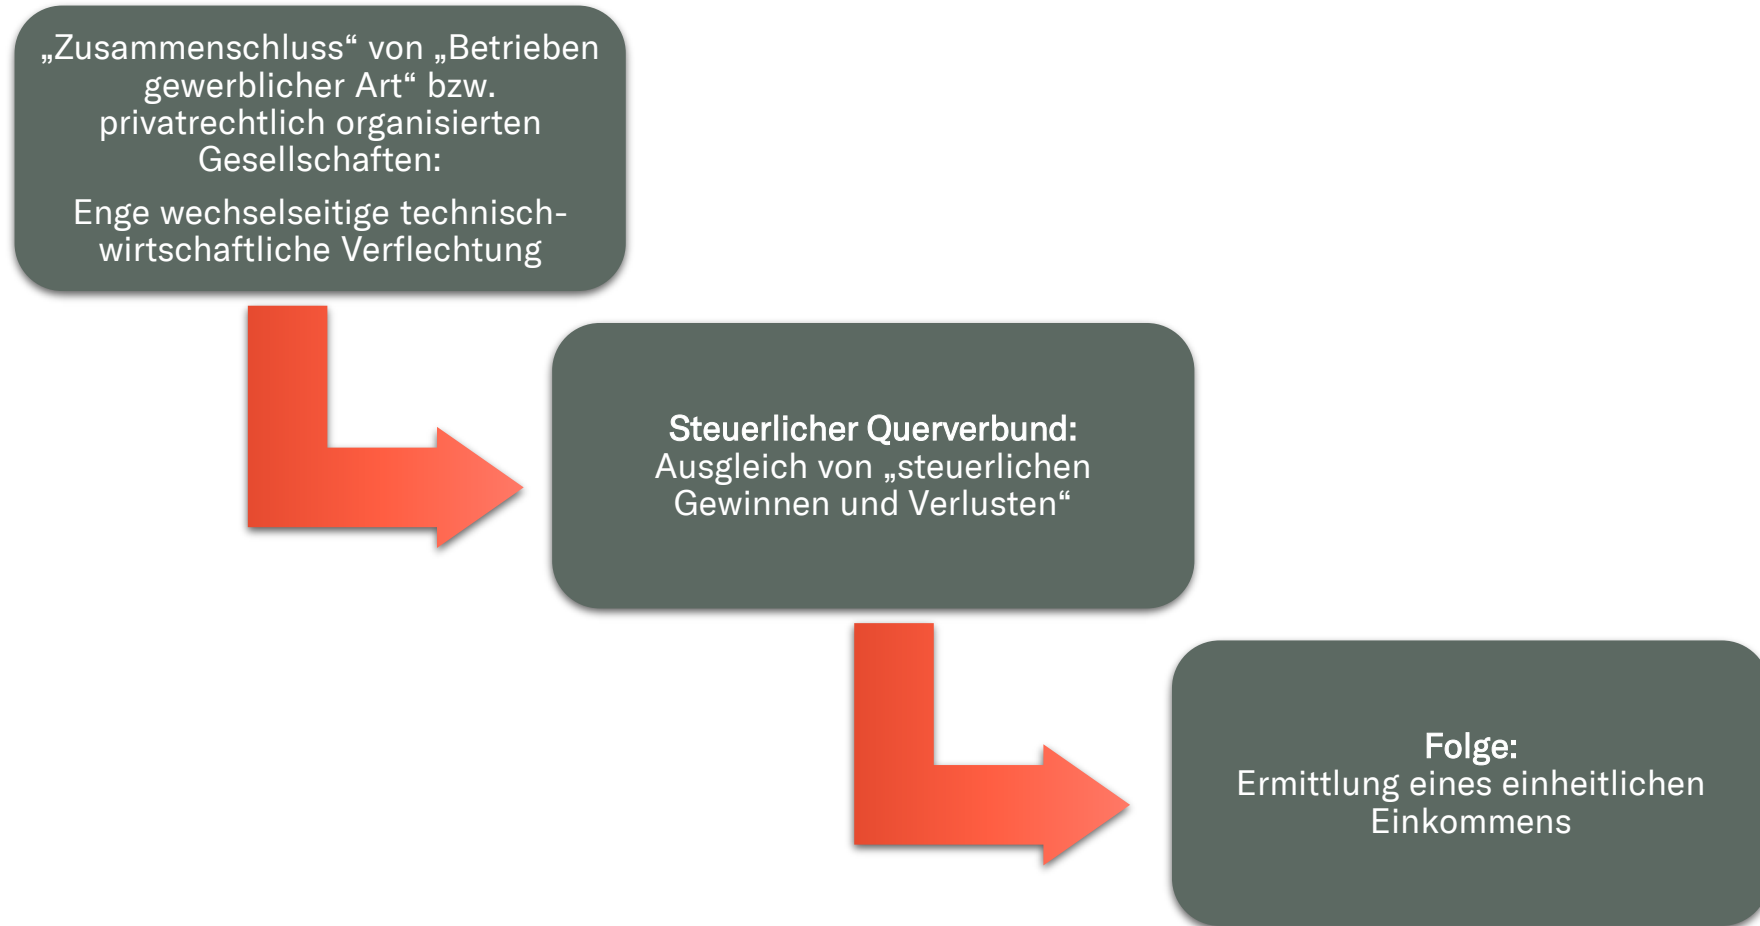 „Zusammenschluss“ von „Betrieben
gewerblicher Art“ bzw.
privatrechtlich organisierten
Gesellschaften:
Enge wechselseitige technisch-
wirtschaftliche Verflechtung
Steuerlicher Querverbund:
Ausgleich von „steuerlichen
Gewinnen und Verlusten“
Folge:
Ermittlung eines einheitlichen
Einkommens